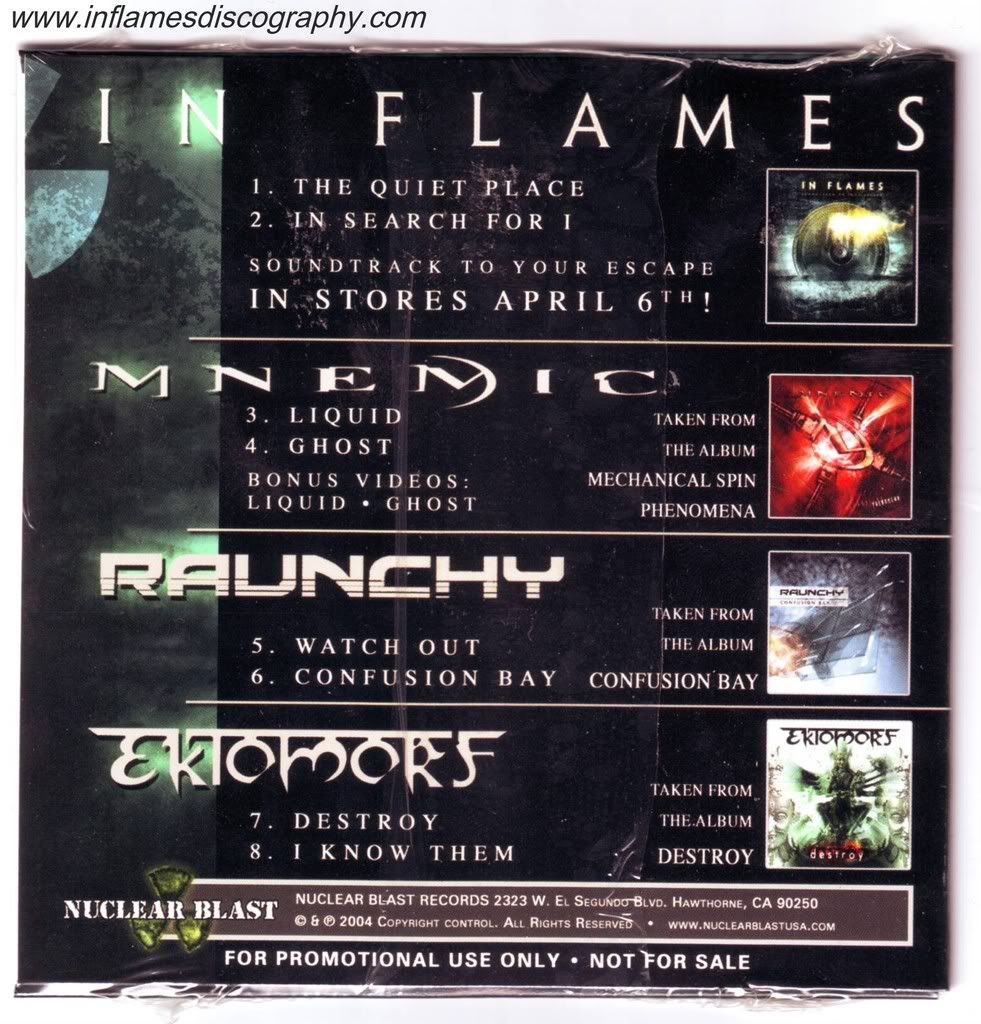 www.inflamesdiscography.com
IN FLAMES
1. THE QUIET PLACE
2. IN SEARCH FOR I
SOUNDTRACK TO YOUR ESCAPE
IN STORES APRIL 6TH!
IN FLAMES
MNEMIC
3. LIQUID
4. GHOST
BONUS VIDEOS:
LIQUID • GHOST
TAKEN FROM
THE ALBUM
MECHANICAL SPIN
PHENOMENA
MNEMIC
RAUNCHY
5. WATCH OUT
6. CONFUSION BAY
TAKEN FROM
THE ALBUM
CONFUSION BAY
RAUNCHY
CONFUSION BAY
EKTOMORF
7. DESTROY
8. I KNOW THEM
TAKEN FROM
THE ALBUM
DESTROY
EKTOMORF
destroy
NUCLEAR BLAST
NUCLEAR BLAST RECORDS 2323 W. EL SEGUNDO BLVD. HAWTHORNE, CA 90250
© & ℗ 2004 COPYRIGHT CONTROL. ALL RIGHTS RESERVED • WWW.NUCLEARBLASTUSA.COM
FOR PROMOTIONAL USE ONLY • NOT FOR SALE